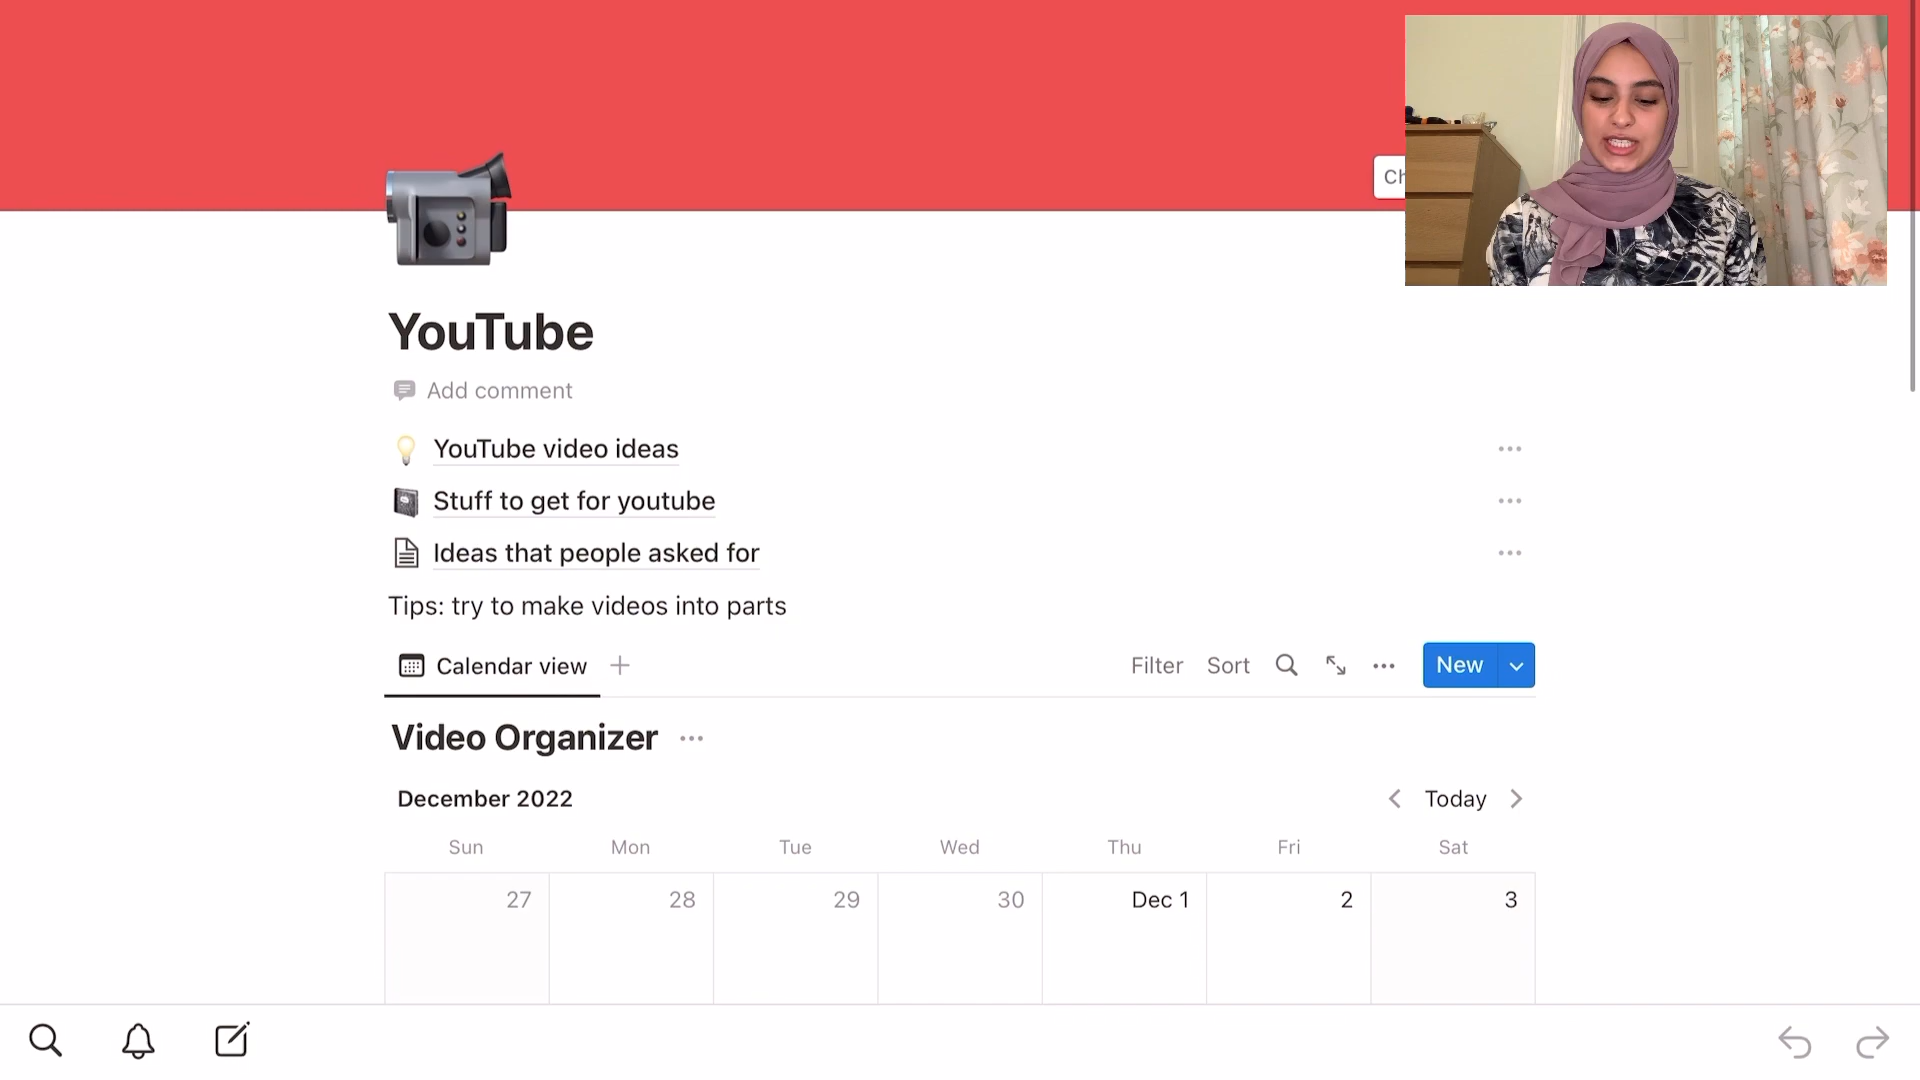 Ch
YouTube
Add comment
YouTube video ideas
Stuff to get for youtube
Ideas that people asked for
Tips: try to make videos into parts
Calendar view
Filter Sort New
Video Organizer
December 2022 Today
Sun Mon Tue Wed Thu Fri Sat
27 28 29 30 Dec 1 2 3